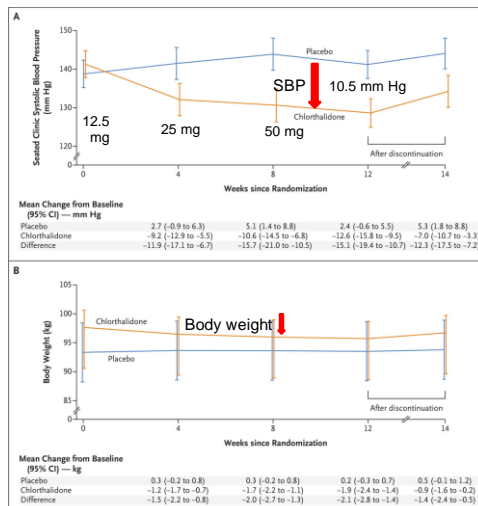 A
150
Placebo
140
SBP
10.5 mm Hg
130
Chlorthalidone
12.5 mg
25 mg
50 mg
120
After discontinuation
0
Seated Clinic Systolic Blood Pressure (mm Hg)
0 4 8 12 14
Weeks since Randomization
Mean Change from Baseline
(95% CI) — mm Hg
Placebo 2.7 (−0.9 to 6.3) 5.1 (1.4 to 8.8) 2.4 (−0.6 to 5.5) 5.3 (1.8 to 8.8)
Chlorthalidone −9.2 (−12.9 to −5.5) −10.6 (−14.5 to −6.8) −12.6 (−15.8 to −9.5) −7.0 (−10.7 to −3.3)
Difference −11.9 (−17.1 to −6.7) −15.7 (−21.0 to −10.5) −15.1 (−19.4 to −10.7) −12.3 (−17.5 to −7.2)
B
105
100
Chlorthalidone
Body weight
95
Placebo
90
85
After discontinuation
0
Body Weight (kg)
0 4 8 12 14
Weeks since Randomization
Mean Change from Baseline
(95% CI) — kg
Placebo 0.3 (−0.2 to 0.8) 0.3 (−0.2 to 0.8) 0.2 (−0.3 to 0.7) 0.5 (−0.1 to 1.2)
Chlorthalidone −1.2 (−1.7 to −0.7) −1.7 (−2.2 to −1.1) −1.9 (−2.4 to −1.4) −0.9 (−1.6 to −0.2)
Difference −1.5 (−2.2 to −0.8) −2.0 (−2.7 to −1.3) −2.1 (−2.8 to −1.4) −1.4 (−2.4 to −0.5)